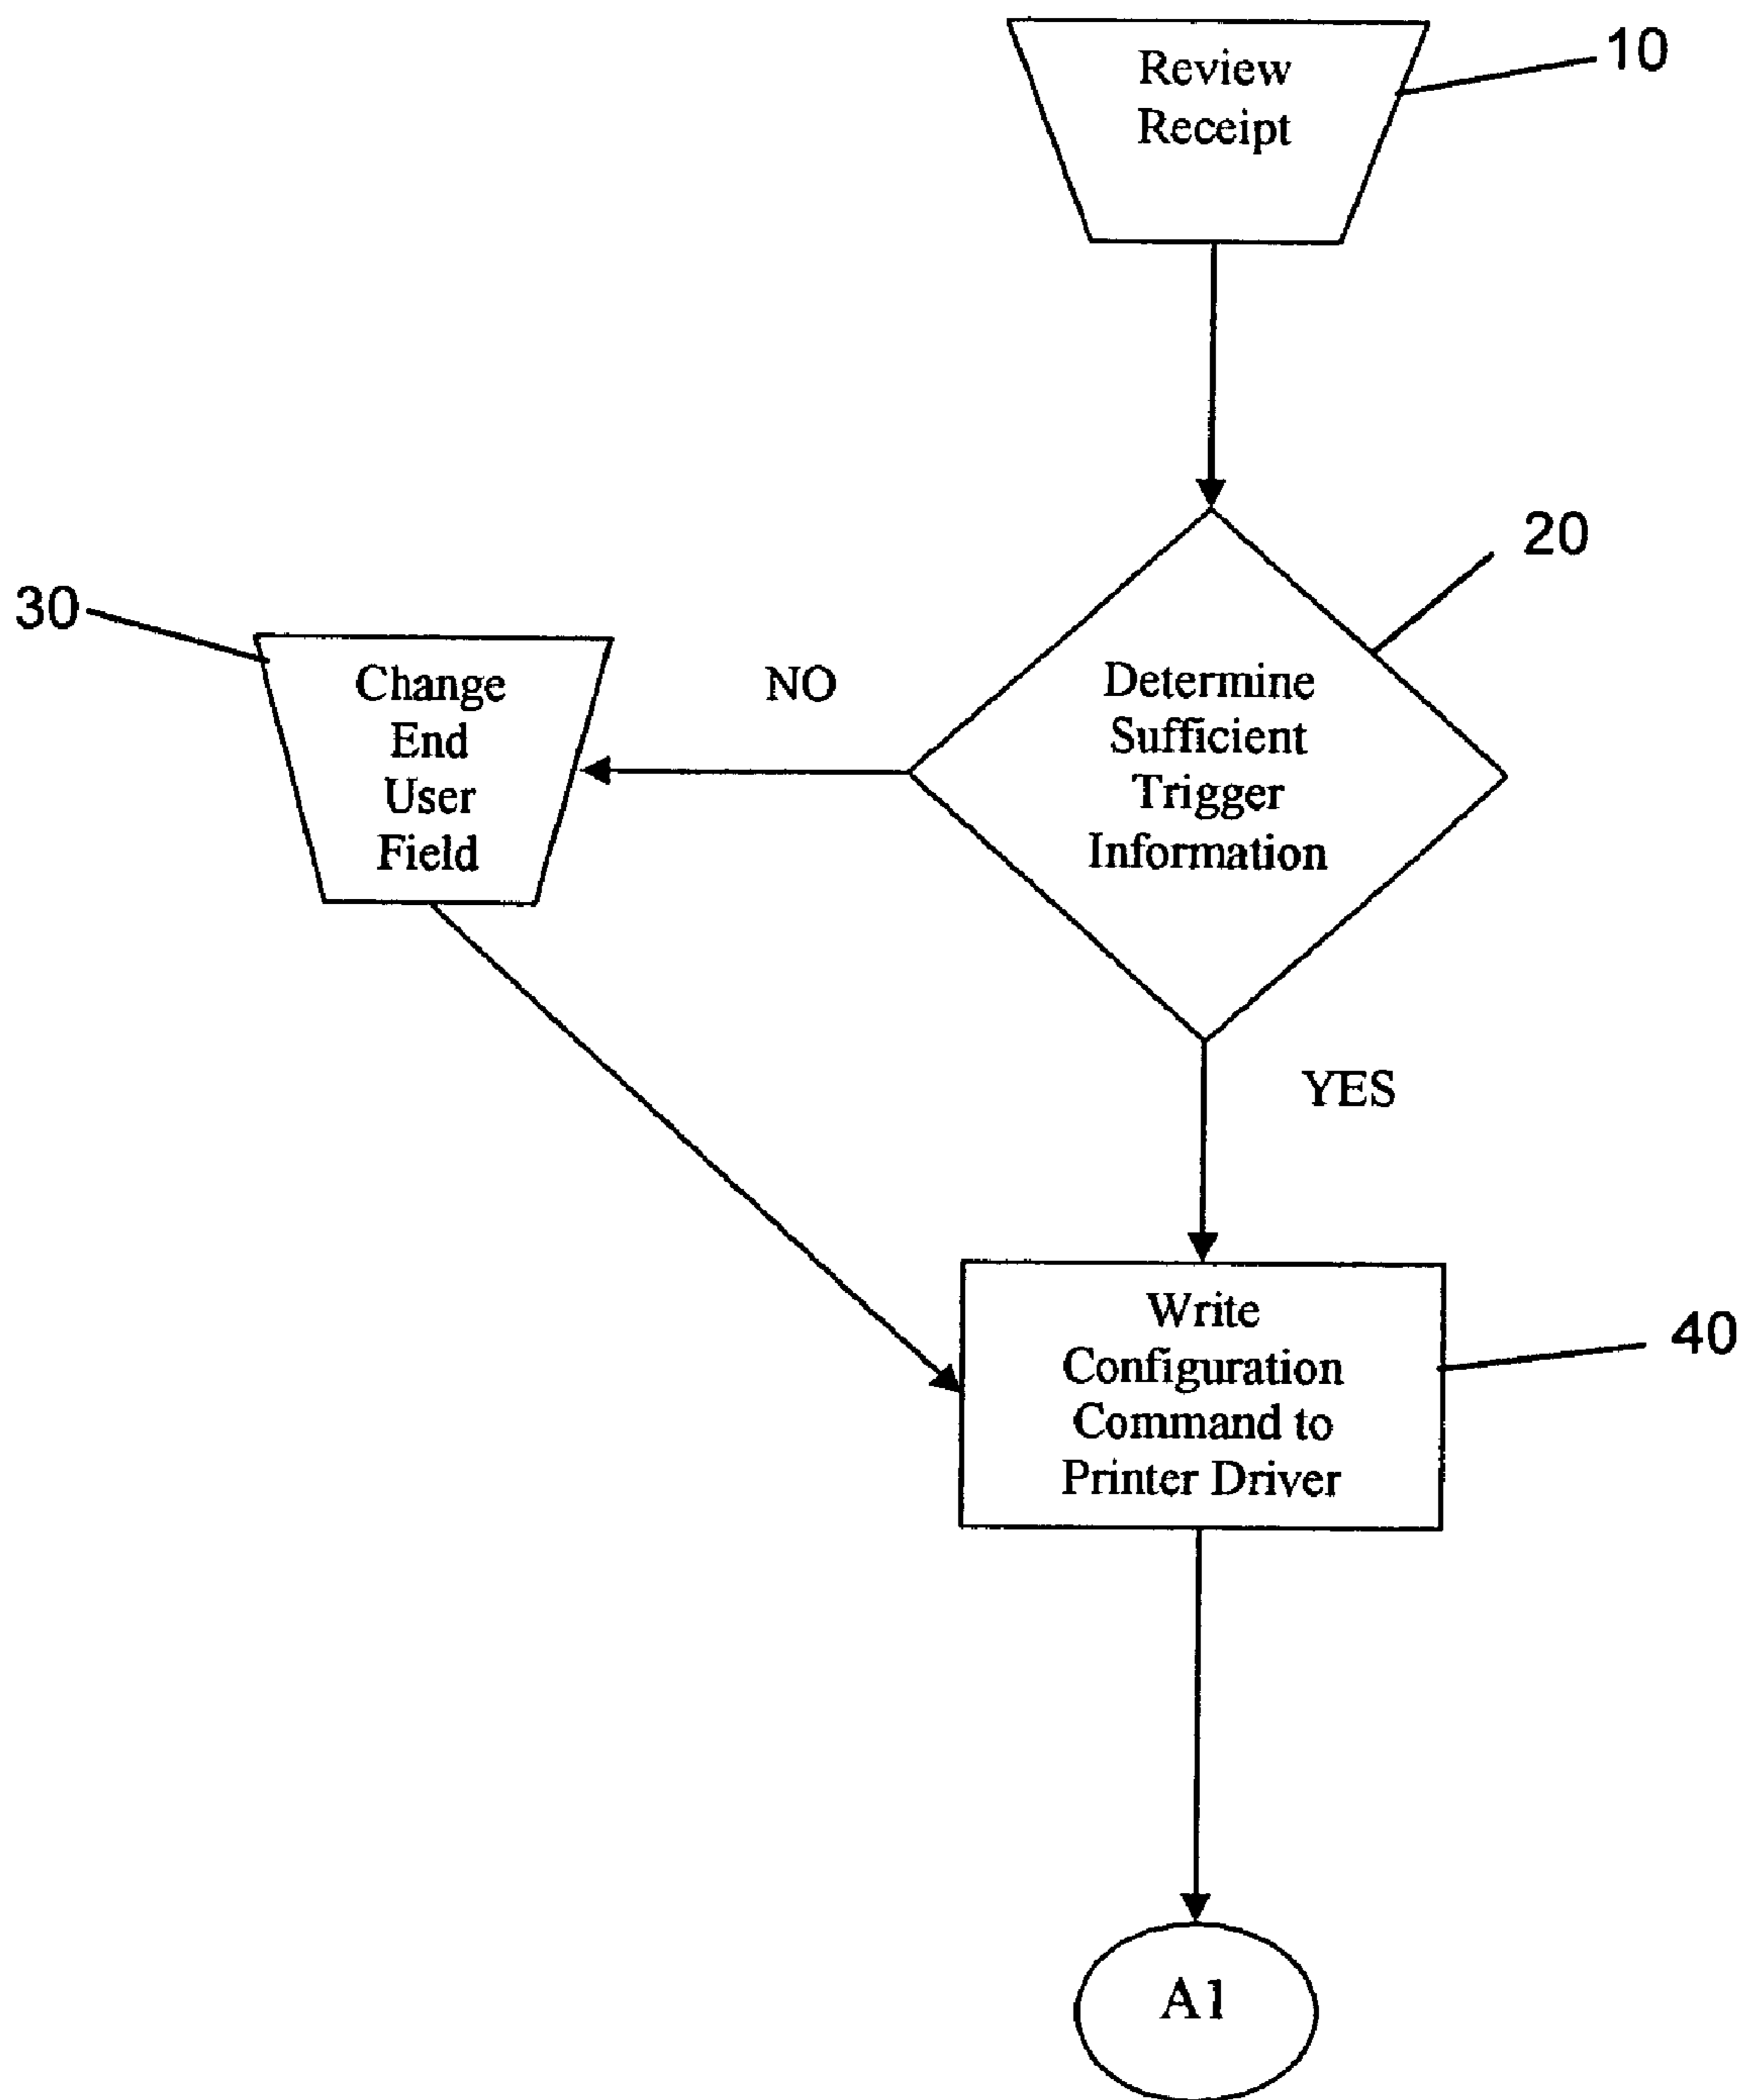 Review
Receipt
10
20
30
Change
End
User
Field
NO
Determine
Sufficient
Trigger
Information
YES
Write
Configuration
Command to
Printer Driver
40
A1